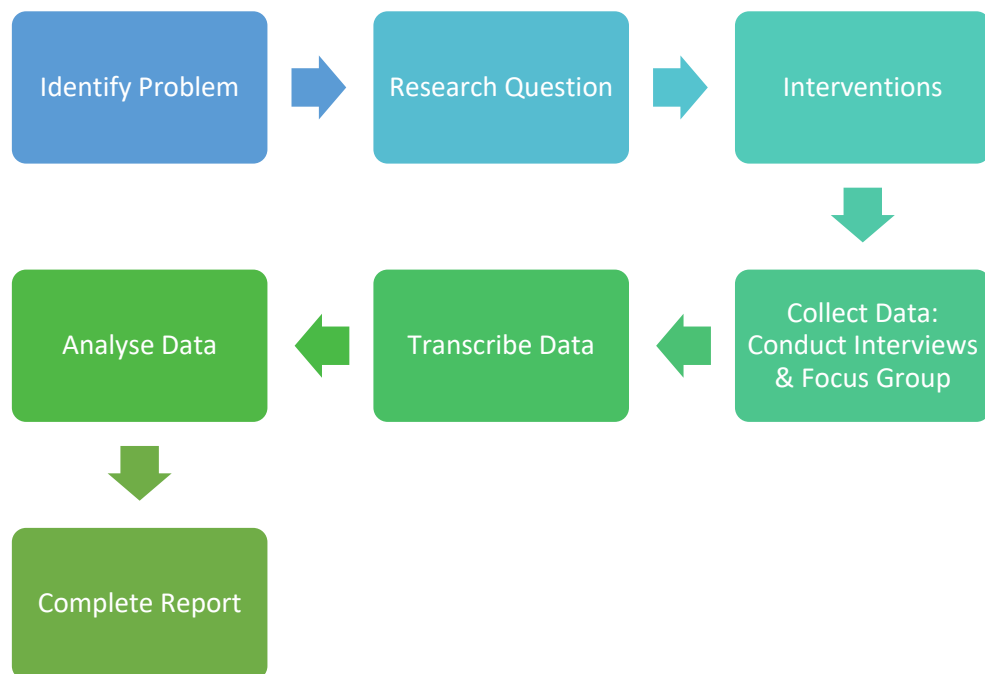 Identify Problem
Research Question
Interventions
Collect Data:
Conduct Interviews
& Focus Group
Transcribe Data
Analyse Data
Complete Report